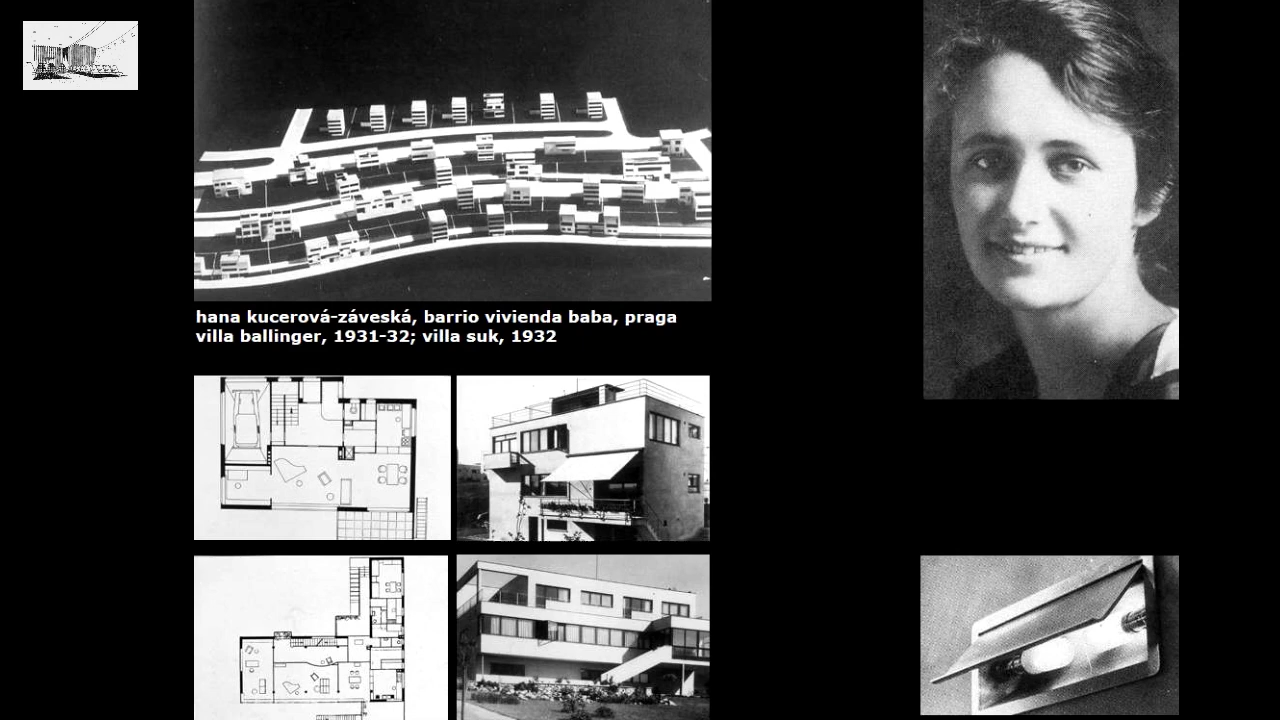 hana kucerová-záveská, barrio vivienda baba, praga
villa ballinger, 1931-32; villa suk, 1932